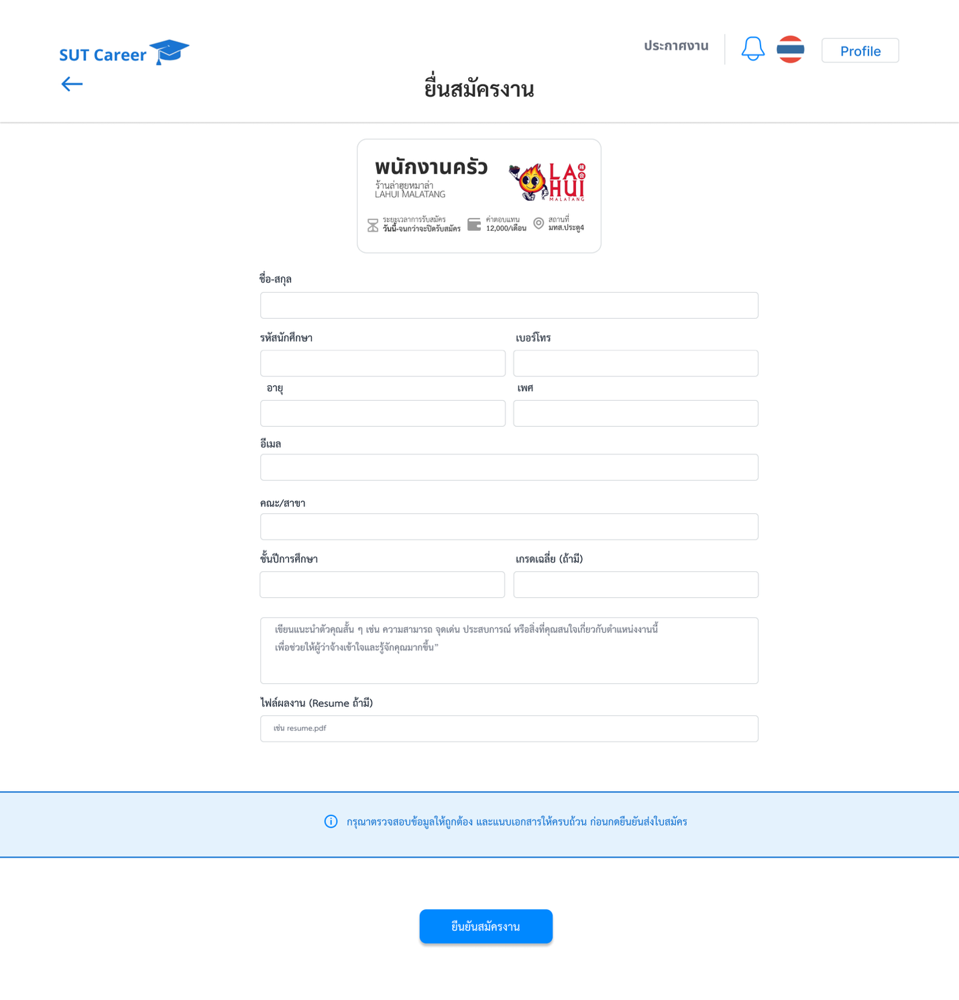 SUT Career
ประกาศงาน
Profile
ยื่นสมัครงาน
พนักงานครัว
ร้านล่าฮุยหมาล่า
LAHUI MALATANG
LA
HUI
MALATANG
ระยะเวลาการรับสมัคร
วันนี้-จนกว่าจะปิดรับสมัคร
ค่าตอบแทน
12,000/เดือน
สถานที่
มทส.ประตู4
ชื่อ-สกุล
รหัสนักศึกษา
เบอร์โทร
อายุ
เพศ
อีเมล
คณะ/สาขา
ชั้นปีการศึกษา
เกรดเฉลี่ย (ถ้ามี)
เขียนแนะนำตัวคุณสั้น ๆ เช่น ความสามารถ จุดเด่น ประสบการณ์ หรือสิ่งที่คุณสนใจเกี่ยวกับตำแหน่งงานนี้
เพื่อช่วยให้ผู้ว่าจ้างเข้าใจและรู้จักคุณมากขึ้น”
ไฟล์ผลงาน (Resume ถ้ามี)
เช่น resume.pdf
กรุณาตรวจสอบข้อมูลให้ถูกต้อง และแนบเอกสารให้ครบถ้วน ก่อนกดยืนยันส่งใบสมัคร
ยืนยันสมัครงาน